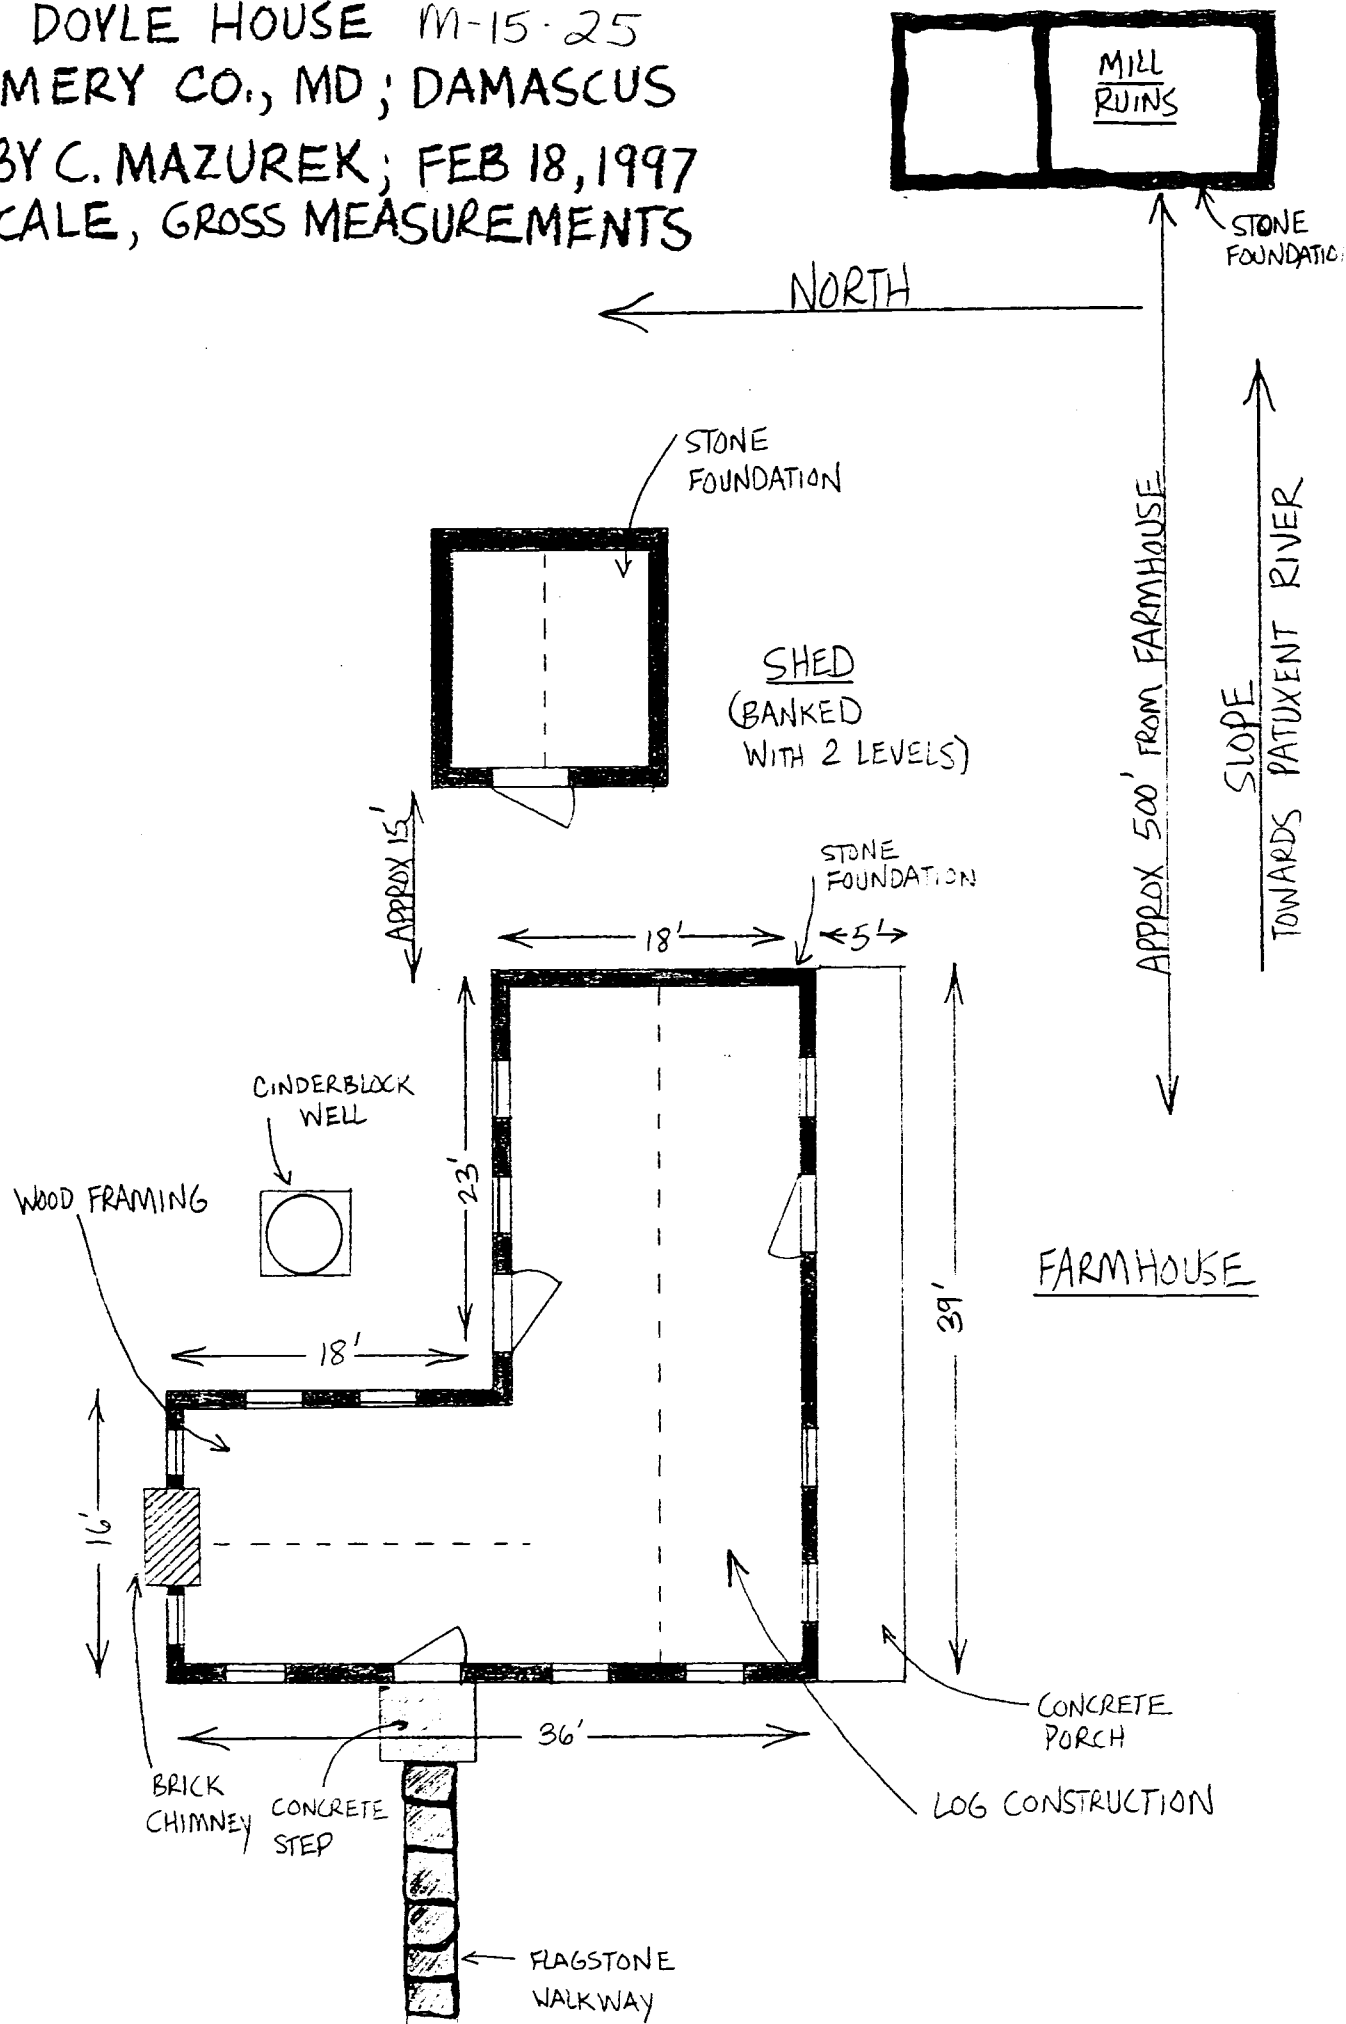 DOYLE HOUSE M-15-25
MERY CO., MD; DAMASCUS
BY C. MAZUREK; FEB 18, 1997
CALE, GROSS MEASUREMENTS
MILL
RUINS
STONE
FOUNDATIO
NORTH
STONE
FOUNDATION
SHED
(BANKED
WITH 2 LEVELS)
APPROX 500' FROM FARMHOUSE
SLOPE
TOWARDS PATUXENT RIVER
APPROX 15'
STONE
FOUNDATION
18'
5'
CINDERBLOCK
WELL
23'
WOOD FRAMING
FARMHOUSE
39'
18'
16'
CONCRETE
PORCH
36'
BRICK
CHIMNEY
CONCRETE
STEP
LOG CONSTRUCTION
FLAGSTONE
WALKWAY